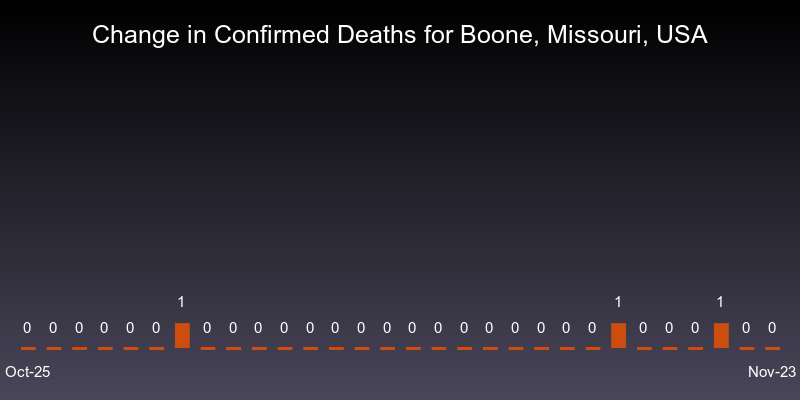 Change in Confirmed Deaths for Boone, Missouri, USA
1 1 1
0 0 0 0 0 0 0 0 0 0 0 0 0 0 0 0 0 0 0 0 0 0 0 0 0 0 0
Oct-25 Nov-23